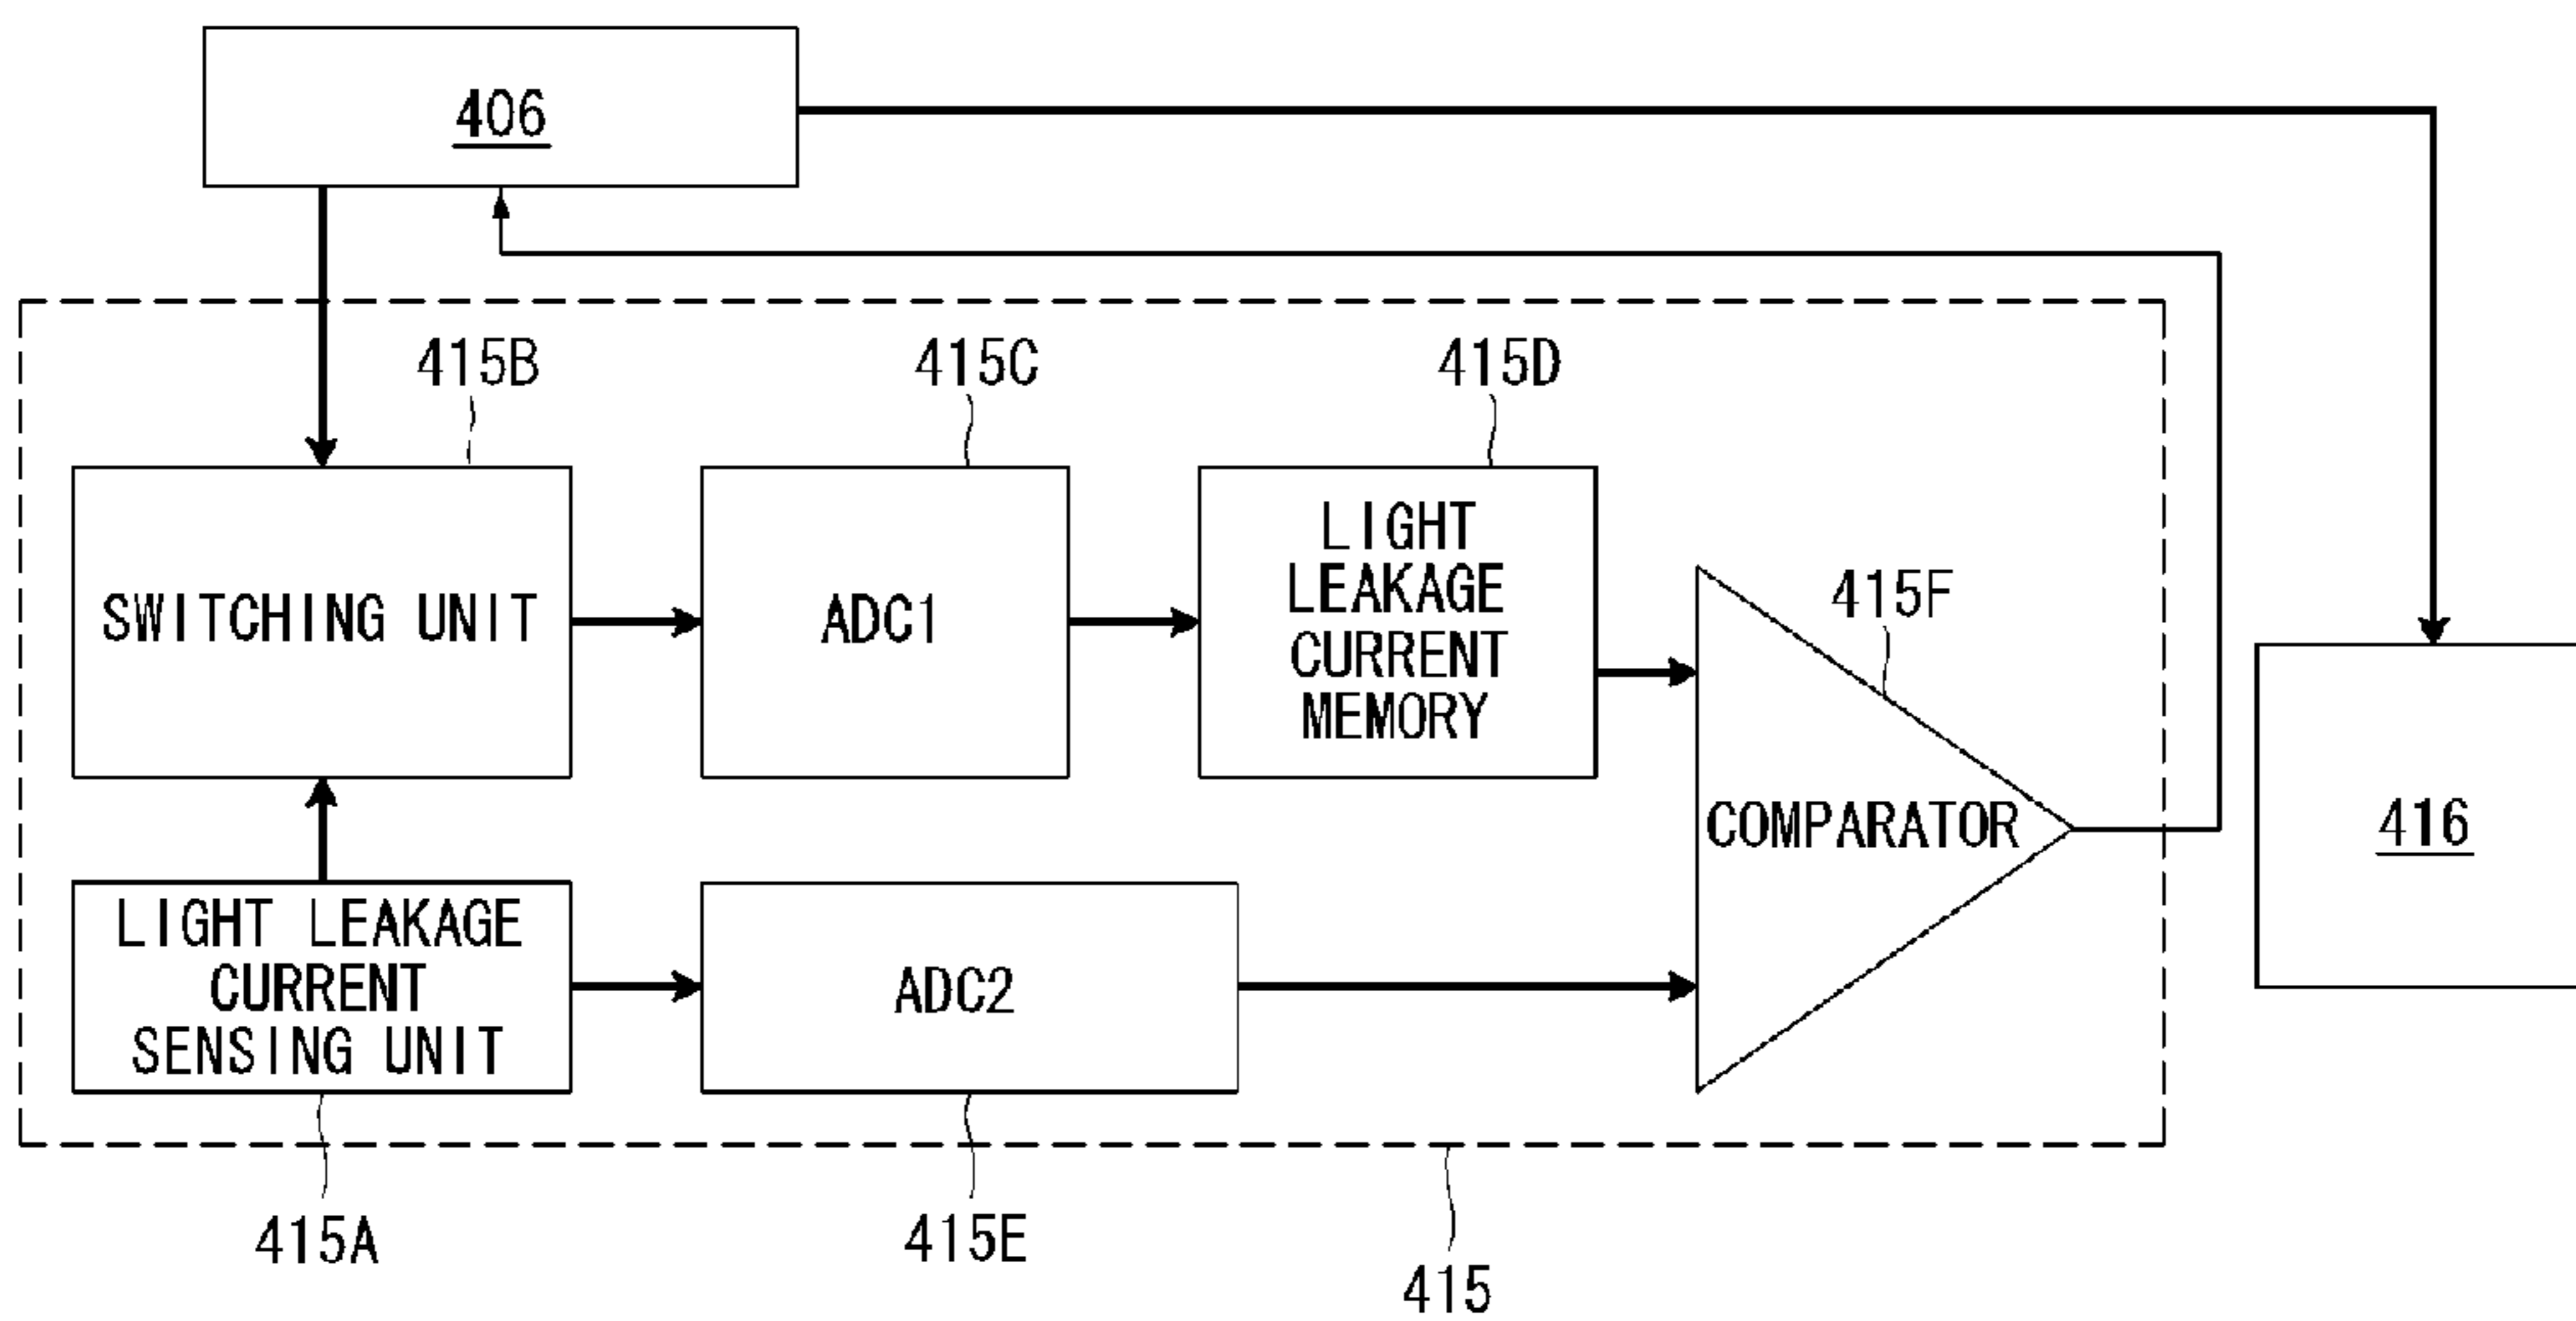 406
415B
415C
415D
SWITCHING UNIT
ADC1
LIGHT
LEAKAGE
CURRENT
MEMORY
415F
COMPARATOR
416
LIGHT LEAKAGE
CURRENT
SENSING UNIT
ADC2
415A
415E
415